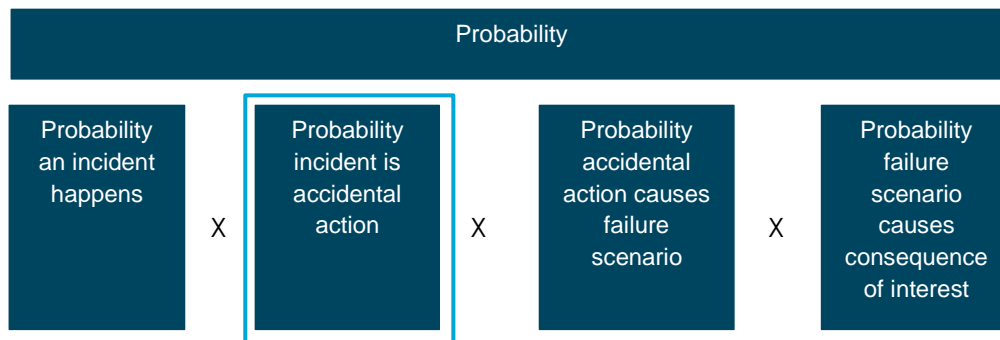 Probability
Probability
an incident
happens
X
Probability
incident is
accidental
action
X
Probability
accidental
action causes
failure
scenario
X
Probability
failure
scenario
causes
consequence
of interest